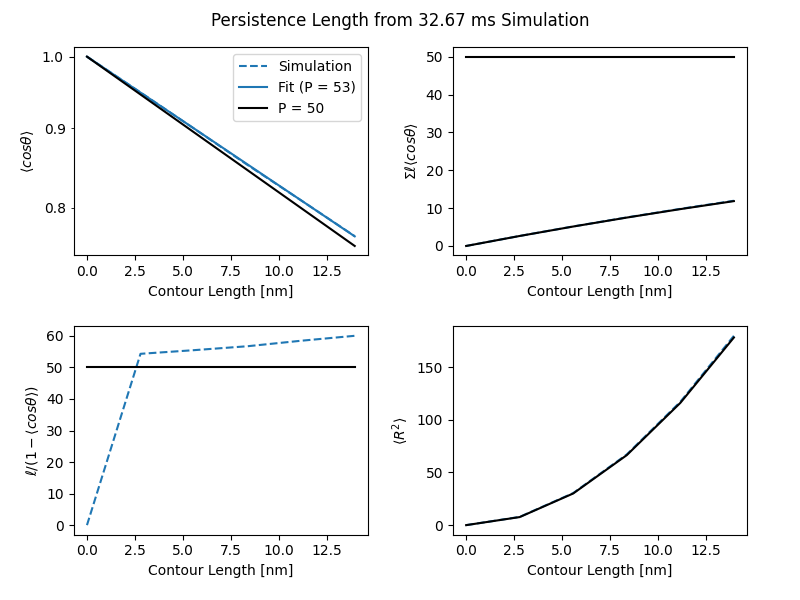 Persistence Length from 32.67 ms Simulation
1.0
0.9
0.8
⟨cosθ⟩
Simulation
Fit (P = 53)
P = 50
0.0 2.5 5.0 7.5 10.0 12.5
Contour Length [nm]
50
40
30
20
10
0
Σℓ⟨cosθ⟩
0.0 2.5 5.0 7.5 10.0 12.5
Contour Length [nm]
60
50
40
30
20
10
0
ℓ/(1 − ⟨cosθ⟩)
0.0 2.5 5.0 7.5 10.0 12.5
Contour Length [nm]
150
100
50
0
⟨R²⟩
0.0 2.5 5.0 7.5 10.0 12.5
Contour Length [nm]